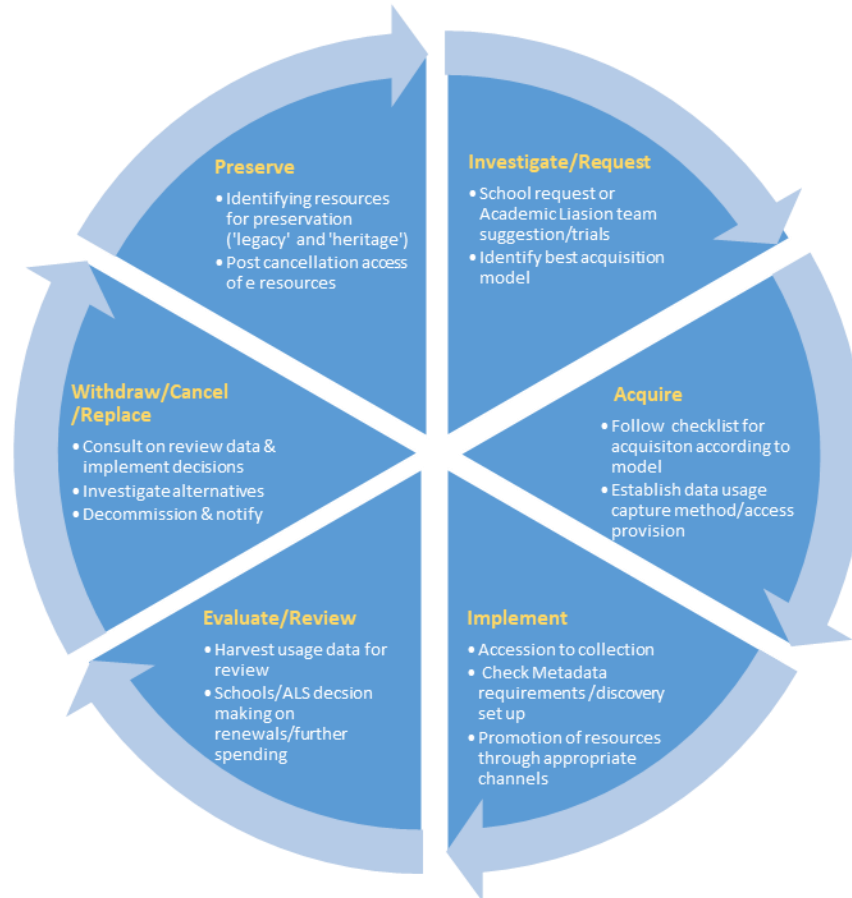 Investigate/Request
• School request or
Academic Liasion team
suggestion/trials
• Identify best acquisition
model
Acquire
• Follow checklist for
acquisiton according to
model
• Establish data usage
capture method/access
provision
Implement
• Accession to collection
• Check Metadata
requirements /discovery
set up
• Promotion of resources
through appropriate
channels
Evaluate/Review
• Harvest usage data for
review
• Schools/ALS decsion
making on
renewals/further
spending
Withdraw/Cancel
/Replace
• Consult on review data &
implement decisions
• Investigate alternatives
• Decommission & notify
Preserve
• Identifying resources
for preservation
('legacy' and 'heritage')
• Post cancellation access
of e resources